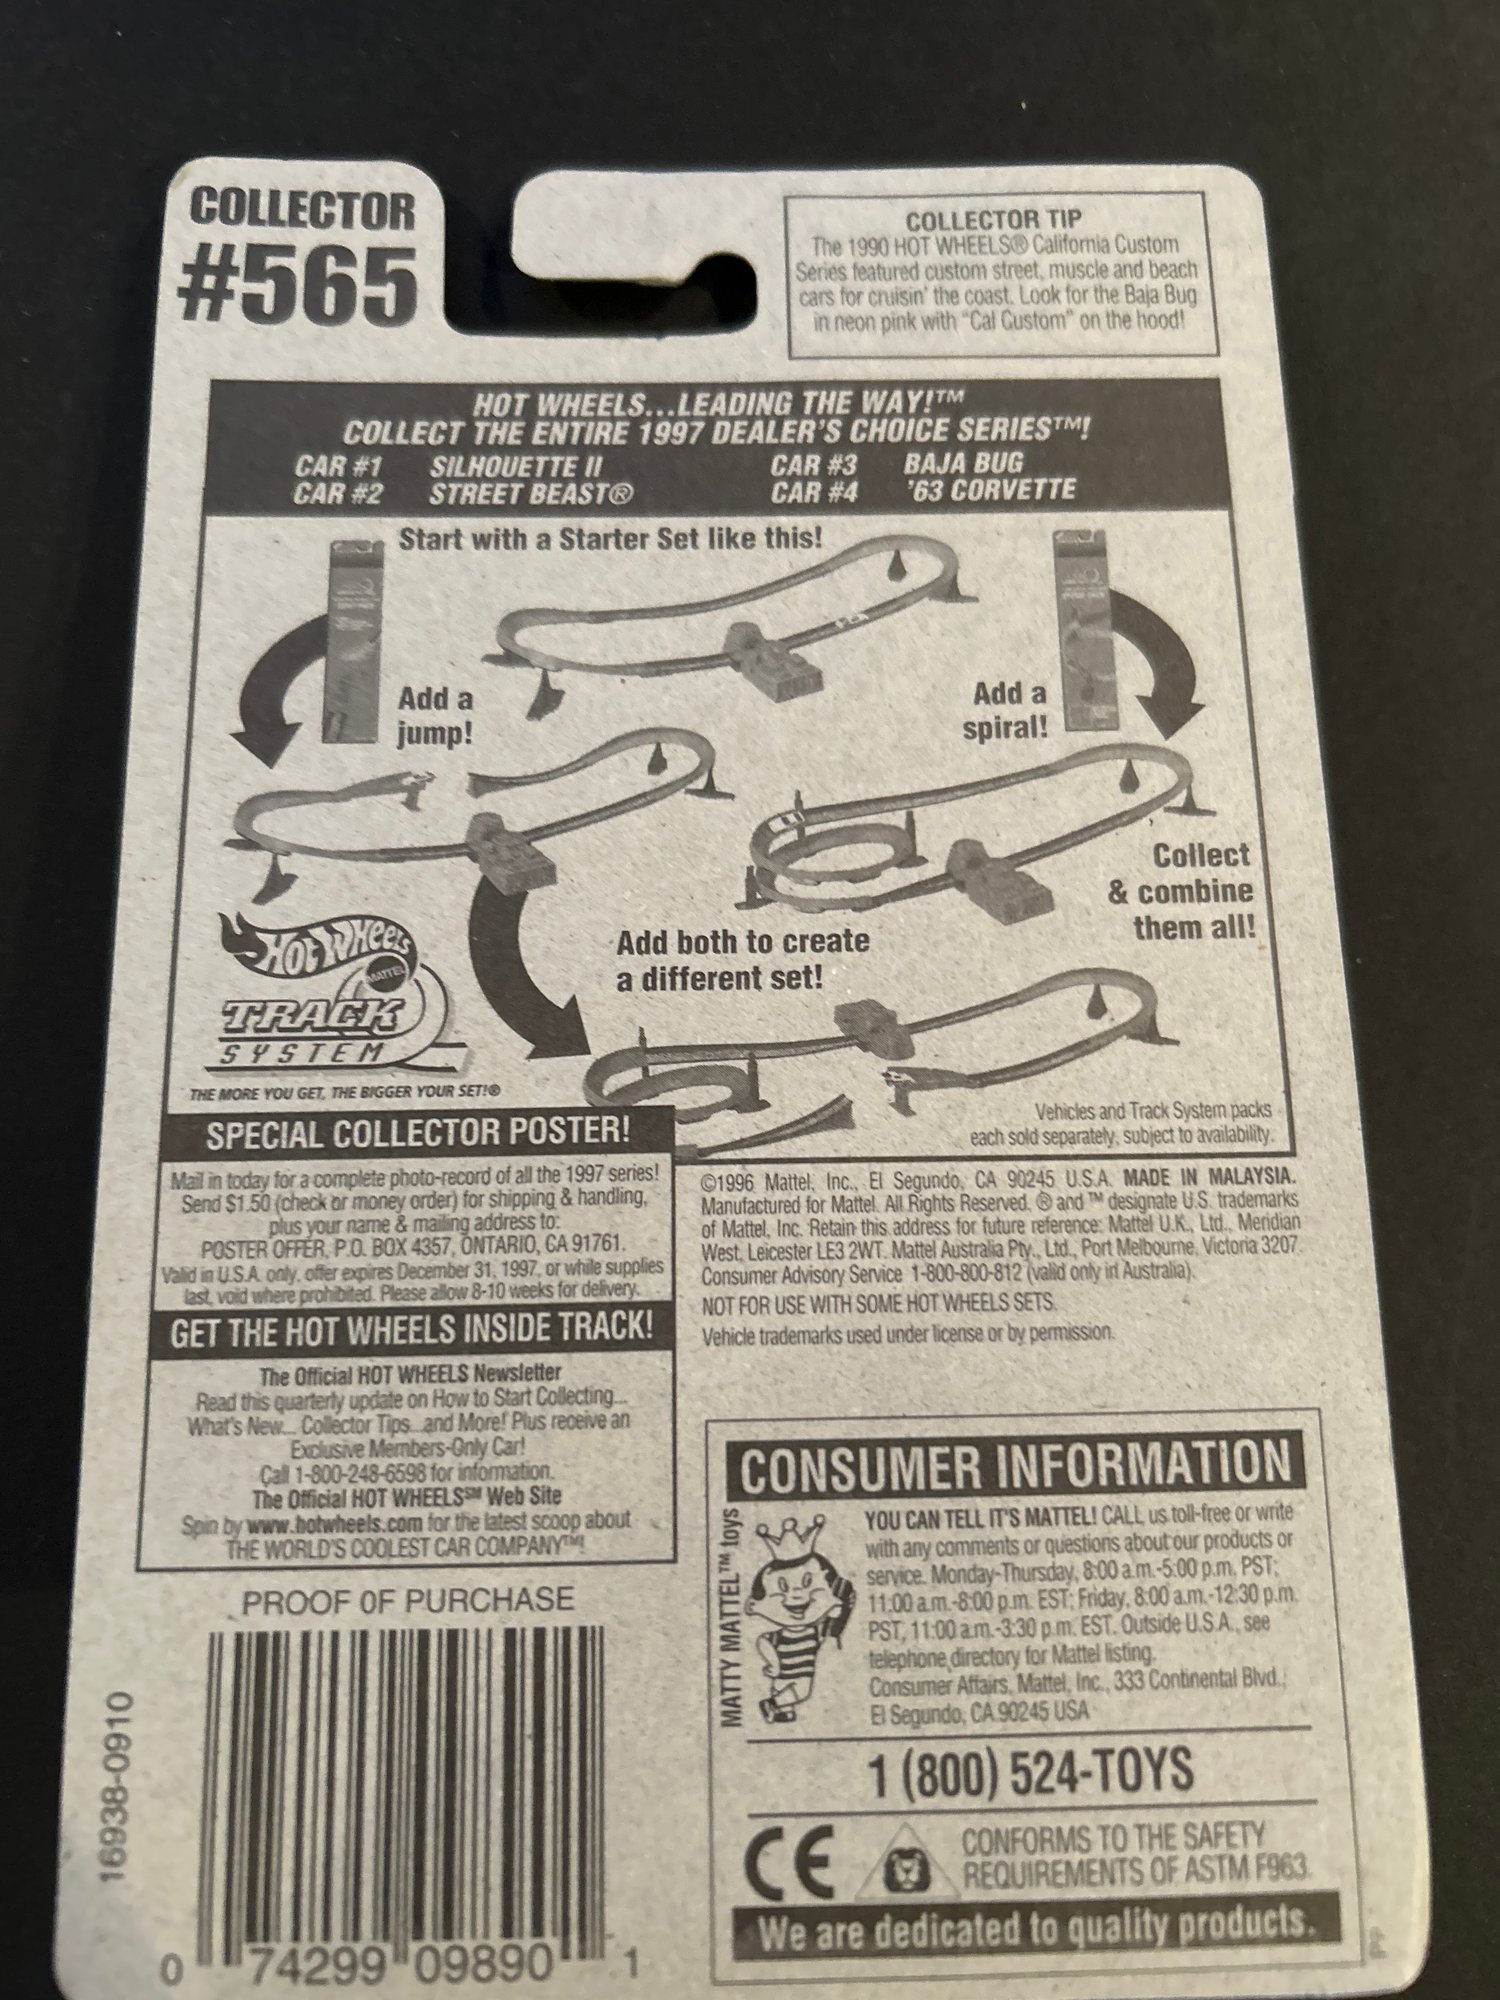 COLLECTOR
#565
COLLECTOR TIP
The 1990 HOT WHEELS® California Custom
Series featured custom street, muscle and beach
cars for cruisin' the coast. Look for the Baja Bug
in neon pink with "Cal Custom" on the hood!
HOT WHEELS...LEADING THE WAY!™
COLLECT THE ENTIRE 1997 DEALER'S CHOICE SERIES™!
CAR #1 SILHOUETTE II CAR #3 BAJA BUG
CAR #2 STREET BEAST® CAR #4 '63 CORVETTE
Start with a Starter Set like this!
Add a
jump!
Add a
spiral!
Collect
& combine
them all!
Add both to create
a different set!
HOT WHEELS
MATTEL
TRACK
SYSTEM
THE MORE YOU GET, THE BIGGER YOUR SET!®
Vehicles and Track System packs
each sold separately, subject to availability.
SPECIAL COLLECTOR POSTER!
Mail in today for a complete photo-record of all the 1997 series!
Send $1.50 (check or money order) for shipping & handling,
plus your name & mailing address to:
POSTER OFFER, P.O. BOX 4357, ONTARIO, CA 91761.
Valid in U.S.A. only, offer expires December 31, 1997, or while supplies
last, void where prohibited. Please allow 8-10 weeks for delivery.
GET THE HOT WHEELS INSIDE TRACK!
The Official HOT WHEELS Newsletter
Read this quarterly update on How to Start Collecting...
What's New... Collector Tips...and More! Plus receive an
Exclusive Members-Only Car!
Call 1-800-248-6598 for information.
The Official HOT WHEELS℠ Web Site
Spin by www.hotwheels.com for the latest scoop about
THE WORLD'S COOLEST CAR COMPANY™!
©1996 Mattel, Inc., El Segundo, CA 90245 U.S.A. MADE IN MALAYSIA.
Manufactured for Mattel. All Rights Reserved. ® and ™ designate U.S. trademarks
of Mattel, Inc. Retain this address for future reference: Mattel U.K., Ltd., Meridian
West, Leicester LE3 2WT. Mattel Australia Pty., Ltd., Port Melbourne, Victoria 3207.
Consumer Advisory Service 1-800-800-812 (valid only in Australia).
NOT FOR USE WITH SOME HOT WHEELS SETS.
Vehicle trademarks used under license or by permission.
PROOF OF PURCHASE
16938-0910
0 74299 09890 1
CONSUMER INFORMATION
MATTY MATTEL™ toys
YOU CAN TELL IT'S MATTEL! CALL us toll-free or write
with any comments or questions about our products or
service. Monday-Thursday, 8:00 a.m.-5:00 p.m. PST;
11:00 a.m.-8:00 p.m. EST; Friday, 8:00 a.m.-12:30 p.m.
PST, 11:00 a.m.-3:30 p.m. EST. Outside U.S.A., see
telephone directory for Mattel listing.
Consumer Affairs, Mattel, Inc., 333 Continental Blvd.,
El Segundo, CA 90245 USA
1 (800) 524-TOYS
CE
CONFORMS TO THE SAFETY
REQUIREMENTS OF ASTM F963.
We are dedicated to quality products.